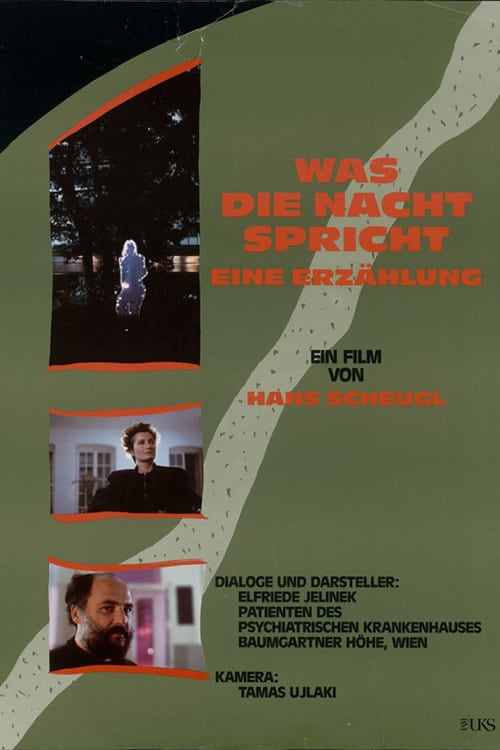 WAS
DIE NACHT
SPRICHT
EINE ERZÄHLUNG
EIN FILM
VON
HANS SCHEUGL
DIALOGE UND DARSTELLER:
ELFRIEDE JELINEK
PATIENTEN DES
PSYCHIATRISCHEN KRANKENHAUSES
BAUMGARTNER HÖHE, WIEN
KAMERA:
TAMAS UJLAKI
UKS